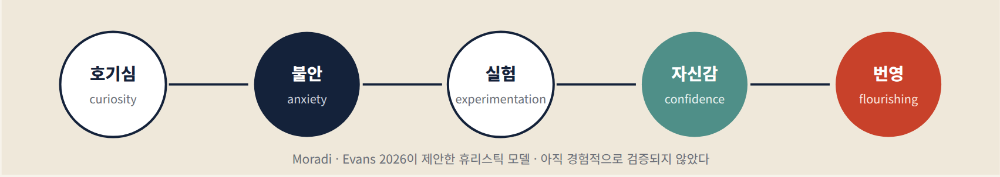 호기심
curiosity
불안
anxiety
실험
experimentation
자신감
confidence
번영
flourishing
Moradi · Evans 2026이 제안한 휴리스틱 모델 · 아직 경험적으로 검증되지 않았다